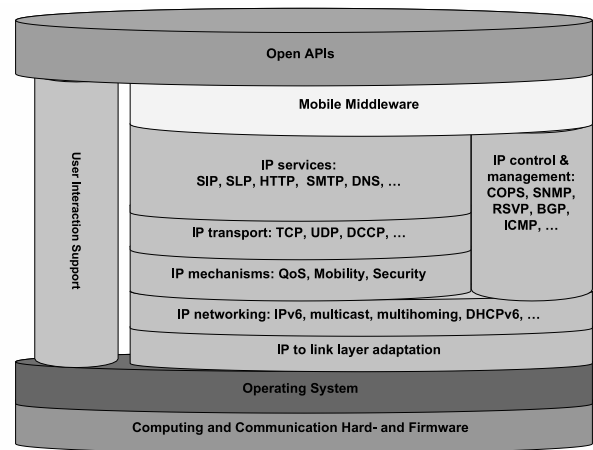 Open APIs
Mobile Middleware
User Interaction Support
IP services:
SIP, SLP, HTTP, SMTP, DNS, ...
IP control &
management:
COPS, SNMP,
RSVP, BGP,
ICMP, ...
IP transport: TCP, UDP, DCCP, ...
IP mechanisms: QoS, Mobility, Security
IP networking: IPv6, multicast, multihoming, DHCPv6, ...
IP to link layer adaptation
Operating System
Computing and Communication Hard- and Firmware